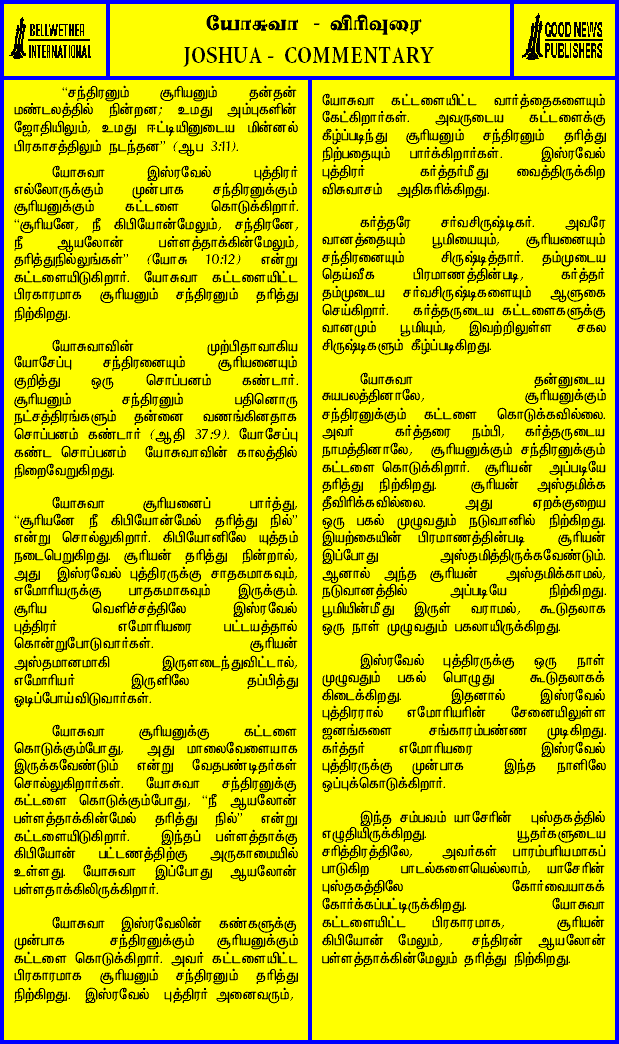 BELLWETHER
INTERNATIONAL
யோசுவா - விரிவுரை
JOSHUA - COMMENTARY
GOOD NEWS
PUBLISHERS
“சந்திரனும் சூரியனும் தன்தன்
மண்டலத்தில் நின்றன; உமது அம்புகளின்
ஜோதியிலும், உமது ஈட்டியினுடைய மின்னல்
பிரகாசத்திலும் நடந்தன” (ஆப 3:11).
யோசுவா இஸ்ரவேல் புத்திரர்
எல்லோருக்கும் முன்பாக சந்திரனுக்கும்
சூரியனுக்கும் கட்டளை கொடுக்கிறார்.
“சூரியனே, நீ கிபியோன்மேலும், சந்திரனே,
நீ ஆயலோன் பள்ளத்தாக்கின்மேலும்,
தரித்துநில்லுங்கள்” (யோசு 10:12) என்று
கட்டளையிடுகிறார். யோசுவா கட்டளையிட்ட
பிரகாரமாக சூரியனும் சந்திரனும் தரித்து
நிற்கிறது.
யோசுவாவின் முற்பிதாவாகிய
யோசேப்பு சந்திரனையும் சூரியனையும்
குறித்து ஒரு சொப்பனம் கண்டார்.
சூரியனும் சந்திரனும் பதினொரு
நட்சத்திரங்களும் தன்னை வணங்கினதாக
சொப்பனம் கண்டார் (ஆதி 37:9). யோசேப்பு
கண்ட சொப்பனம் யோசுவாவின் காலத்தில்
நிறைவேறுகிறது.
யோசுவா சூரியனைப் பார்த்து,
“சூரியனே நீ கிபியோன்மேல் தரித்து நில்”
என்று சொல்லுகிறார். கிபியோனிலே யுத்தம்
நடைபெறுகிறது. சூரியன் தரித்து நின்றால்,
அது இஸ்ரவேல் புத்திரருக்கு சாதகமாகவும்,
எமோரியருக்கு பாதகமாகவும் இருக்கும்.
சூரிய வெளிச்சத்திலே இஸ்ரவேல்
புத்திரர் எமோரியரை பட்டயத்தால்
கொன்றுபோடுவார்கள். சூரியன்
அஸ்தமானமாகி இருளடைந்துவிட்டால்,
எமோரியர் இருளிலே தப்பித்து
ஓடிப்போய்விடுவார்கள்.
யோசுவா சூரியனுக்கு கட்டளை
கொடுக்கும்போது, அது மாலைவேளையாக
இருக்கவேண்டும் என்று வேதபண்டிதர்கள்
சொல்லுகிறார்கள். யோசுவா சந்திரனுக்கு
கட்டளை கொடுக்கும்போது, “நீ ஆயலோன்
பள்ளத்தாக்கின்மேல் தரித்து நில்” என்று
கட்டளையிடுகிறார். இந்தப் பள்ளத்தாக்கு
கிபியோன் பட்டணத்திற்கு அருகாமையில்
உள்ளது. யோசுவா இப்போது ஆயலோன்
பள்ளதாக்கிலிருக்கிறார்.
யோசுவா இஸ்ரவேலின் கண்களுக்கு
முன்பாக சந்திரனுக்கும் சூரியனுக்கும்
கட்டளை கொடுக்கிறார். அவர் கட்டளையிட்ட
பிரகாரமாக சூரியனும் சந்திரனும் தரித்து
நிற்கிறது. இஸ்ரவேல் புத்திரர் அனைவரும்,
யோசுவா கட்டளையிட்ட வார்த்தைகளையும்
கேட்கிறார்கள். அவருடைய கட்டளைக்கு
கீழ்ப்படிந்து சூரியனும் சந்திரனும் தரித்து
நிற்பதையும் பார்க்கிறார்கள். இஸ்ரவேல்
புத்திரர் கர்த்தர்மீது வைத்திருக்கிற
விசுவாசம் அதிகரிக்கிறது.
கர்த்தரே சர்வசிருஷ்டிகர். அவரே
வானத்தையும் பூமியையும், சூரியனையும்
சந்திரனையும் சிருஷ்டித்தார். தம்முடைய
தெய்வீக பிரமாணத்தின்படி, கர்த்தர்
தம்முடைய சர்வசிருஷ்டிகளையும் ஆளுகை
செய்கிறார். கர்த்தருடைய கட்டளைகளுக்கு
வானமும் பூமியும், இவற்றிலுள்ள சகல
சிருஷ்டிகளும் கீழ்ப்படிகிறது.
யோசுவா தன்னுடைய
சுயபலத்தினாலே, சூரியனுக்கும்
சந்திரனுக்கும் கட்டளை கொடுக்கவில்லை.
அவர் கர்த்தரை நம்பி, கர்த்தருடைய
நாமத்தினாலே, சூரியனுக்கும் சந்திரனுக்கும்
கட்டளை கொடுக்கிறார். சூரியன் அப்படியே
தரித்து நிற்கிறது. சூரியன் அஸ்தமிக்க
தீவிரிக்கவில்லை. அது ஏறக்குறைய
ஒரு பகல் முழுவதும் நடுவானில் நிற்கிறது.
இயற்கையின் பிரமாணத்தின்படி சூரியன்
இப்போது அஸ்தமித்திருக்கவேண்டும்.
ஆனால் அந்த சூரியன் அஸ்தமிக்காமல்,
நடுவானத்தில் அப்படியே நிற்கிறது.
பூமியின்மீது இருள் வராமல், கூடுதலாக
ஒரு நாள் முழுவதும் பகலாயிருக்கிறது.
இஸ்ரவேல் புத்திரருக்கு ஒரு நாள்
முழுவதும் பகல் பொழுது கூடுதலாகக்
கிடைக்கிறது. இதனால் இஸ்ரவேல்
புத்திரரால் எமோரியரின் சேனையிலுள்ள
ஜனங்களை சங்காரம்பண்ண முடிகிறது.
கர்த்தர் எமோரியரை இஸ்ரவேல்
புத்திரருக்கு முன்பாக இந்த நாளிலே
ஒப்புக்கொடுக்கிறார்.
இந்த சம்பவம் யாசேரின் புஸ்தகத்தில்
எழுதியிருக்கிறது. யூதர்களுடைய
சரித்திரத்திலே, அவர்கள் பாரம்பரியமாகப்
பாடுகிற பாடல்களையெல்லாம், யாசேரின்
புஸ்தகத்திலே கோர்வையாகக்
கோர்க்கப்பட்டிருக்கிறது. யோசுவா
கட்டளையிட்ட பிரகாரமாக, சூரியன்
கிபியோன் மேலும், சந்திரன் ஆயலோன்
பள்ளத்தாக்கின்மேலும் தரித்து நிற்கிறது.